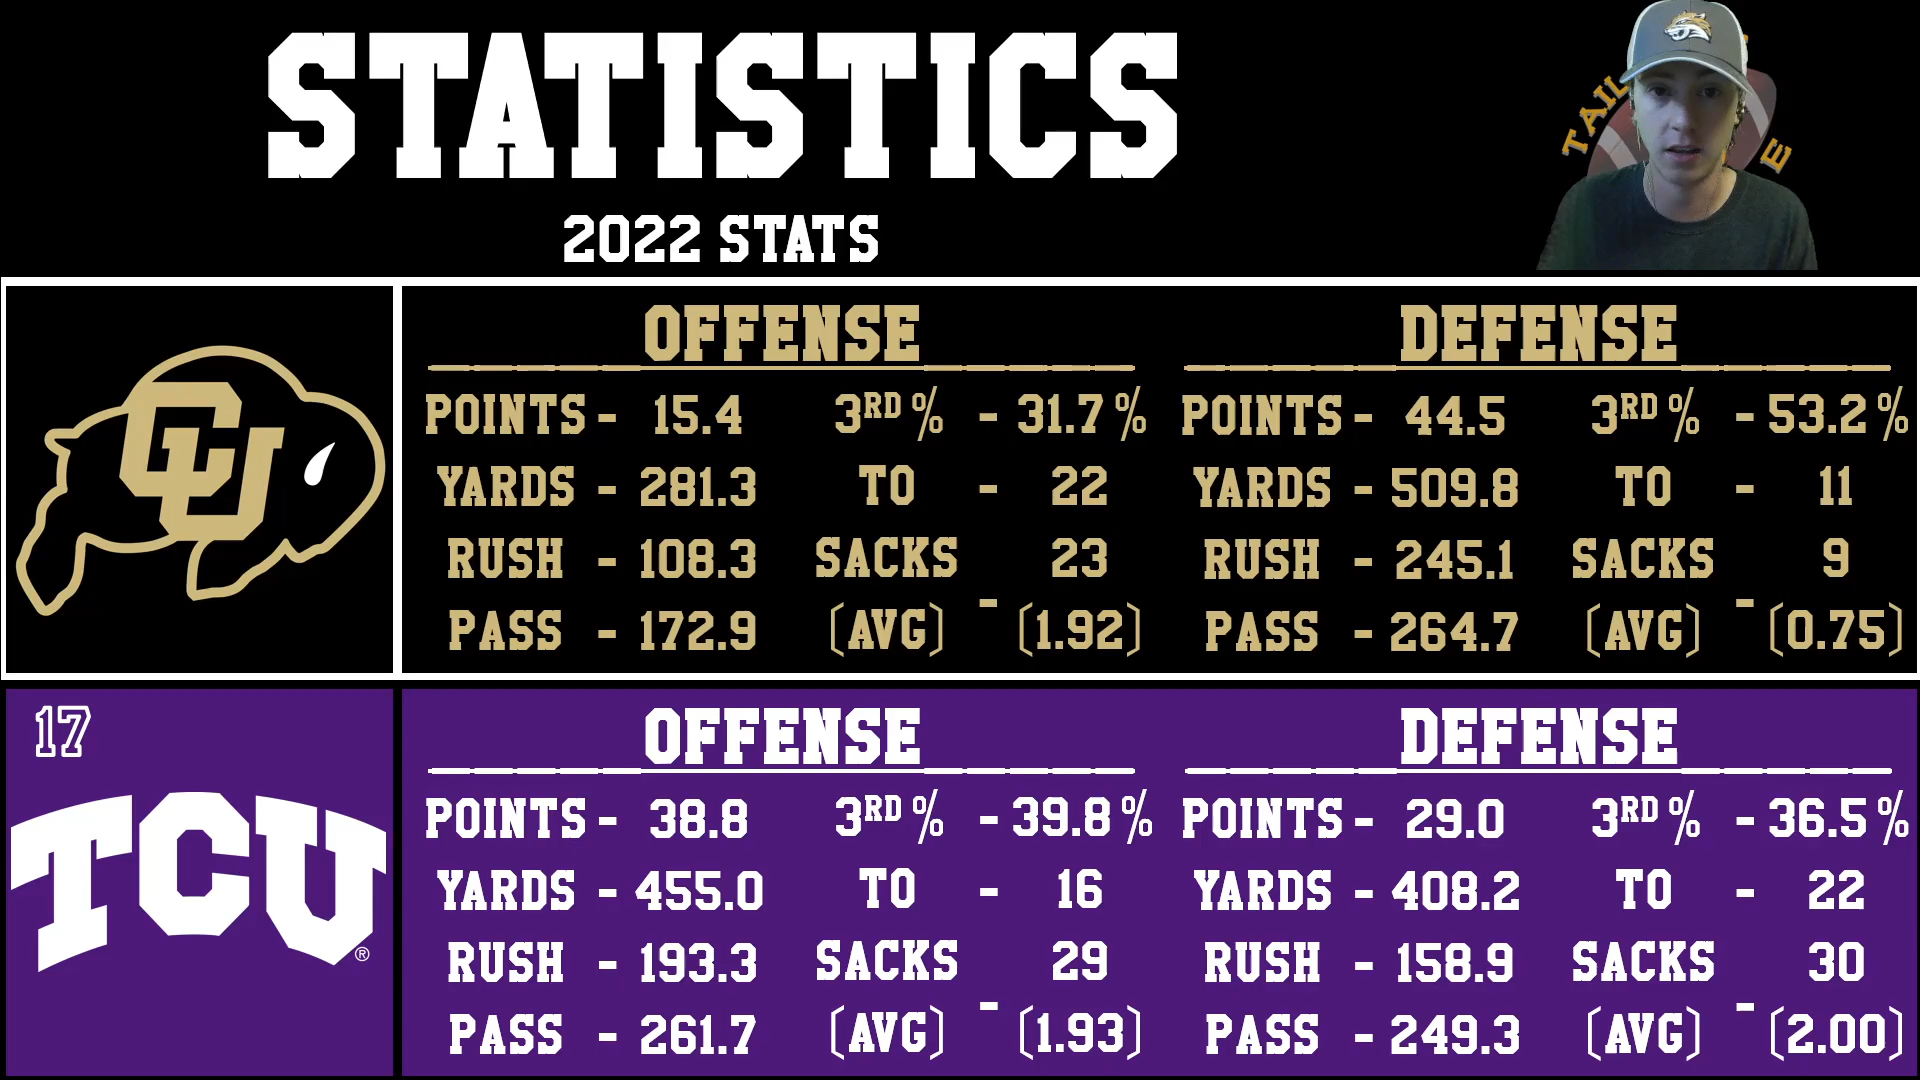 STATISTICS
2022 STATS
TAIL
E
CU
OFFENSE
POINTS - 15.4 3RD % - 31.7 %
YARDS - 281.3 TO - 22
RUSH - 108.3 SACKS 23
PASS - 172.9 (AVG) - (1.92)
DEFENSE
POINTS - 44.5 3RD % - 53.2 %
YARDS - 509.8 TO - 11
RUSH - 245.1 SACKS 9
PASS - 264.7 (AVG) - (0.75)
17
TCU®
OFFENSE
POINTS - 38.8 3RD % - 39.8 %
YARDS - 455.0 TO - 16
RUSH - 193.3 SACKS 29
PASS - 261.7 (AVG) - (1.93)
DEFENSE
POINTS - 29.0 3RD % - 36.5 %
YARDS - 408.2 TO - 22
RUSH - 158.9 SACKS 30
PASS - 249.3 (AVG) - (2.00)